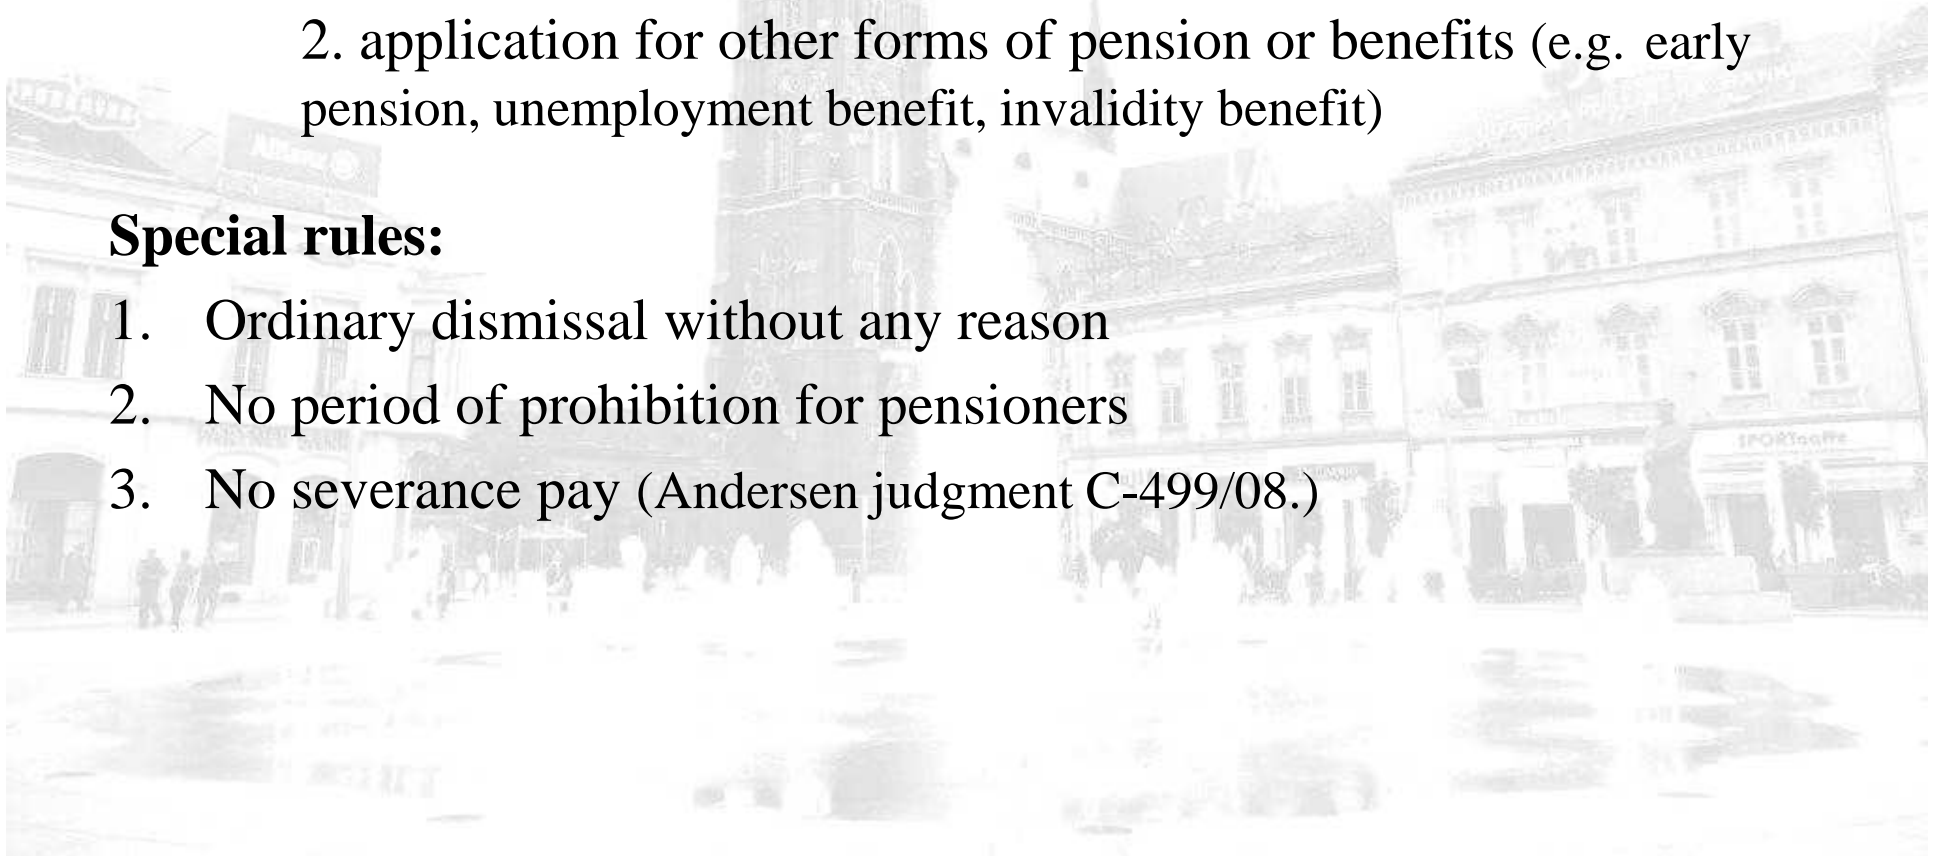 2. application for other forms of pension or benefits (e.g. early
pension, unemployment benefit, invalidity benefit)
Special rules:
1. Ordinary dismissal without any reason
2. No period of prohibition for pensioners
3. No severance pay (Andersen judgment C-499/08.)